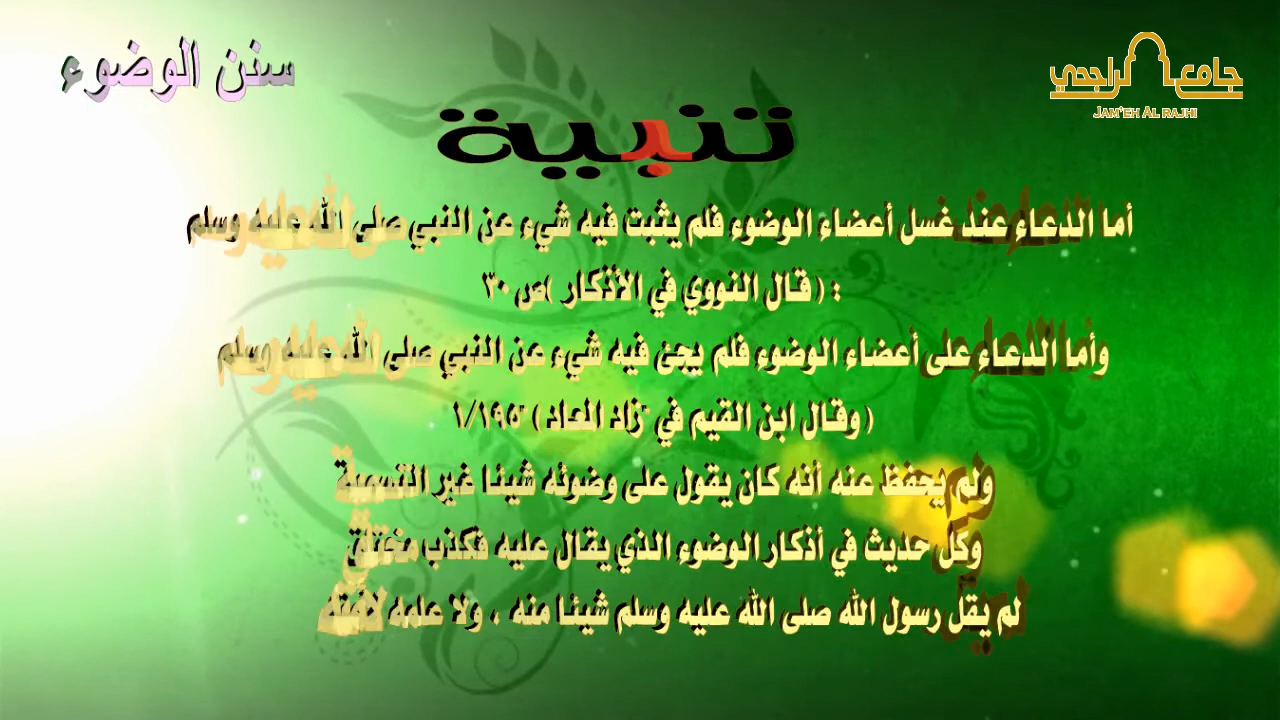 سنن الوضوء
جامع الراجحي
JAM'EH AL RAJHI
تنبية
أما الدعاء عند غسل أعضاء الوضوء فلم يثبت فيه شيء عن النبي صلى الله عليه وسلم
: ( قال النووي في الأذكار )ص ٣٠
وأما الدعاء على أعضاء الوضوء فلم يجئ فيه شيء عن النبي صلى الله عليه وسلم
( وقال ابن القيم في "زاد المعاد" ) ١/١٩٥
ولم يحفظ عنه أنه كان يقول على وضوئه شيئا غير التسمية
وكل حديث في أذكار الوضوء الذي يقال عليه فكذب مختلق
لم يقل رسول الله صلى الله عليه وسلم شيئا منه ، ولا علمه لأمته